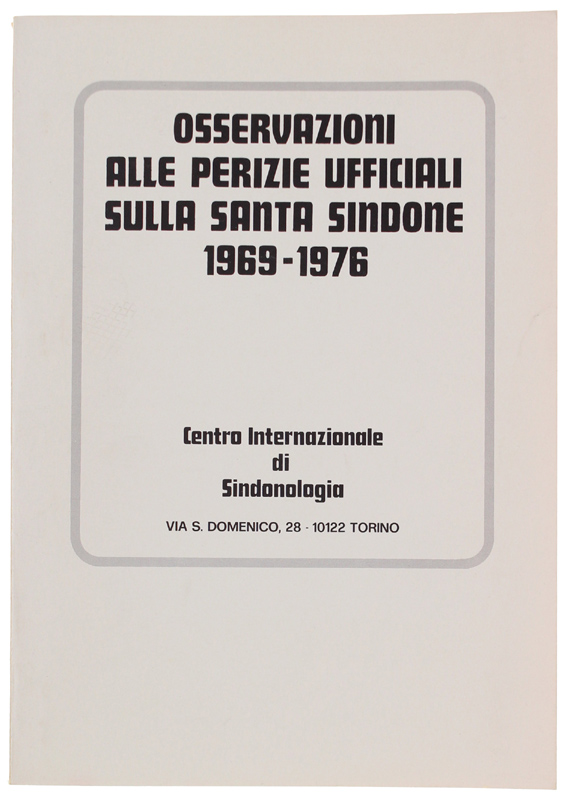 OSSERVAZIONI
ALLE PERIZIE UFFICIALI
SULLA SANTA SINDONE
1969-1976
Centro Internazionale
di
Sindonologia
VIA S. DOMENICO, 28 - 10122 TORINO